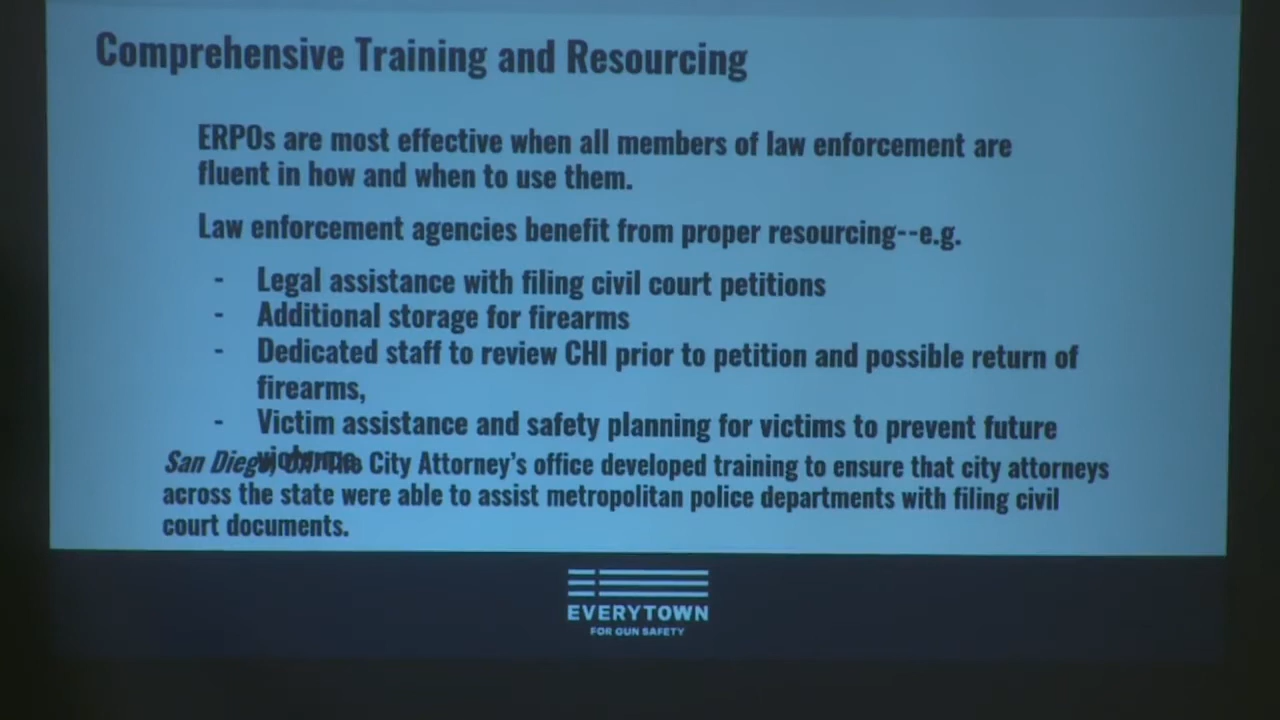 Comprehensive Training and Resourcing
ERPOs are most effective when all members of law enforcement are
fluent in how and when to use them.
Law enforcement agencies benefit from proper resourcing--e.g.
- Legal assistance with filing civil court petitions
- Additional storage for firearms
- Dedicated staff to review CHI prior to petition and possible return of
firearms,
- Victim assistance and safety planning for victims to prevent future
violence.
San Diego, City Attorney's office developed training to ensure that city attorneys
across the state were able to assist metropolitan police departments with filing civil
court documents.
EVERYTOWN
FOR GUN SAFETY